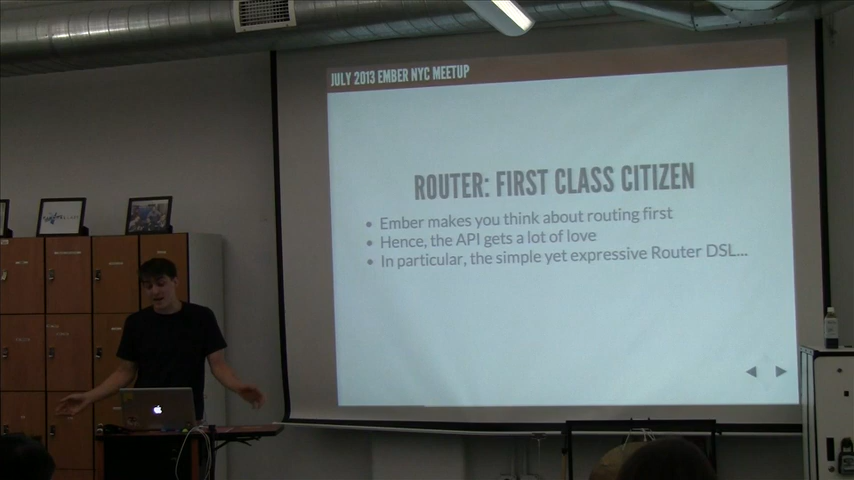 JULY 2013 EMBER NYC MEETUP
ROUTER: FIRST CLASS CITIZEN
• Ember makes you think about routing first
• Hence, the API gets a lot of love
• In particular, the simple yet expressive Router DSL...